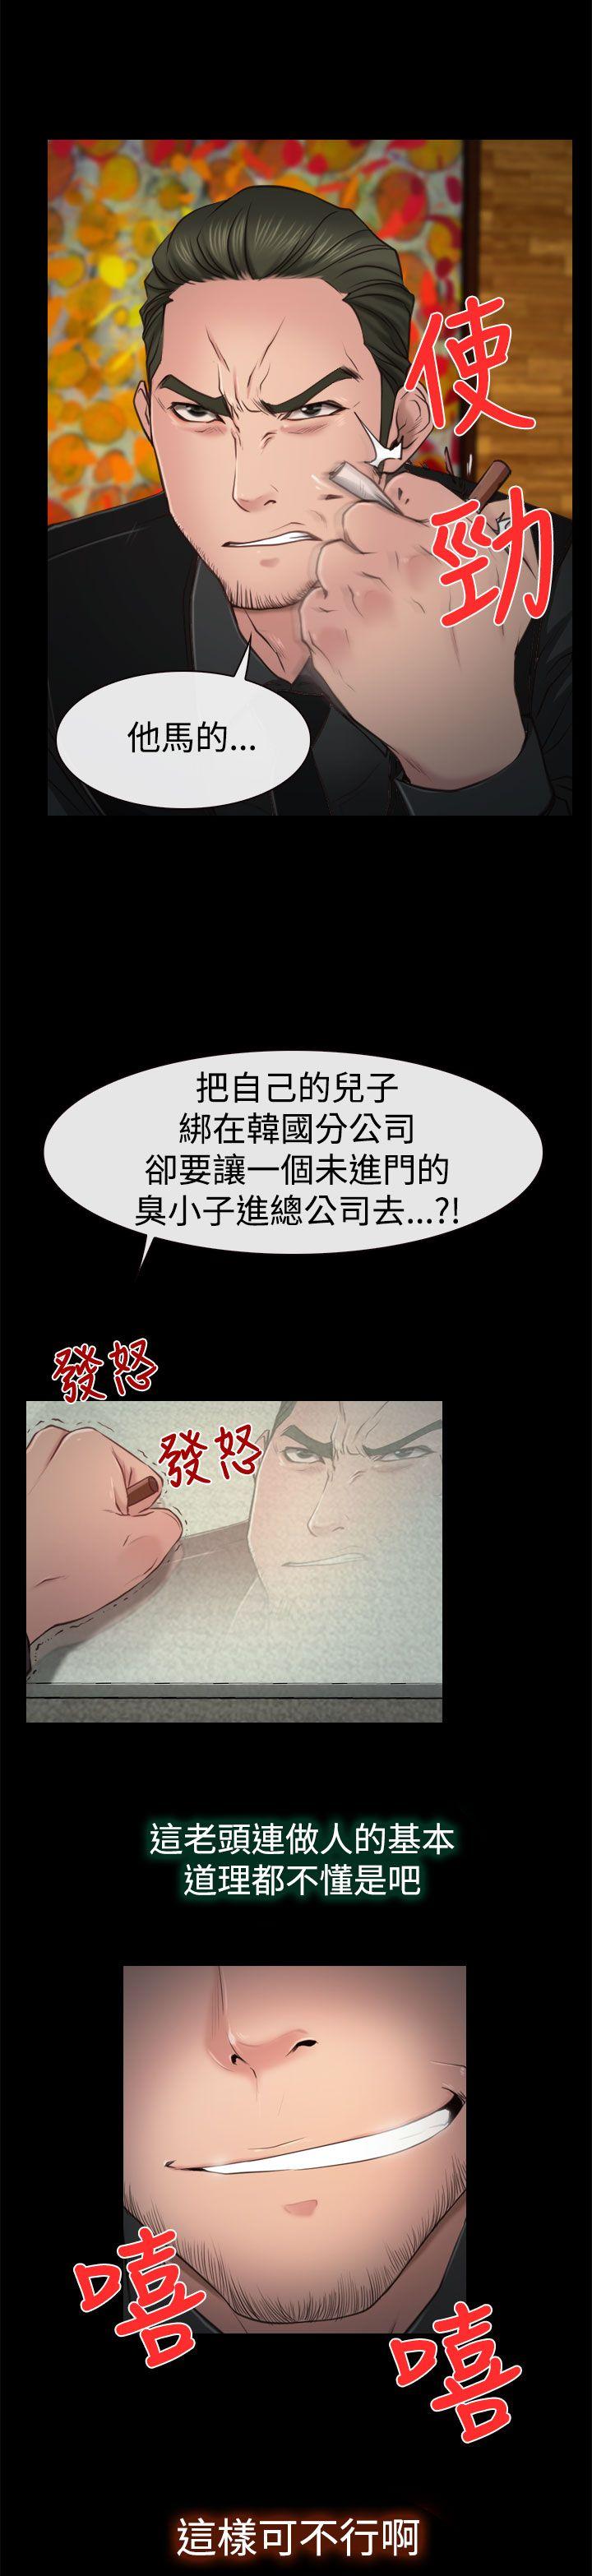 使
勁
他馬的...
把自己的兒子
綁在韓國分公司
卻要讓一個未進門的
臭小子進總公司去...?!
發怒
發怒
這老頭連做人的基本
道理都不懂是吧
嘻
嘻
這樣可不行啊